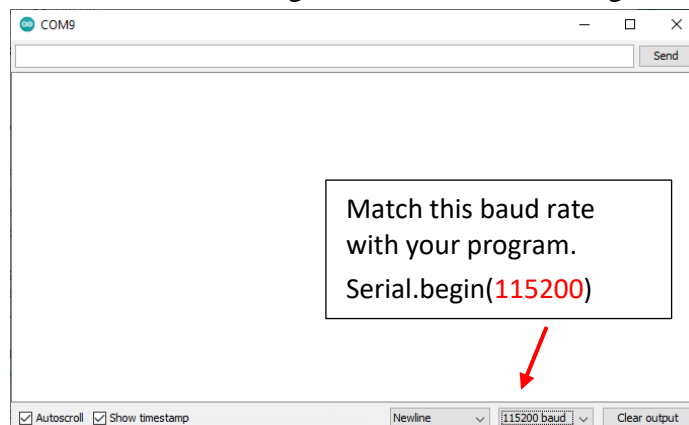 COM9
Send
Match this baud rate
with your program.
Serial.begin(115200)
Autoscroll Show timestamp Newline 115200 baud Clear output